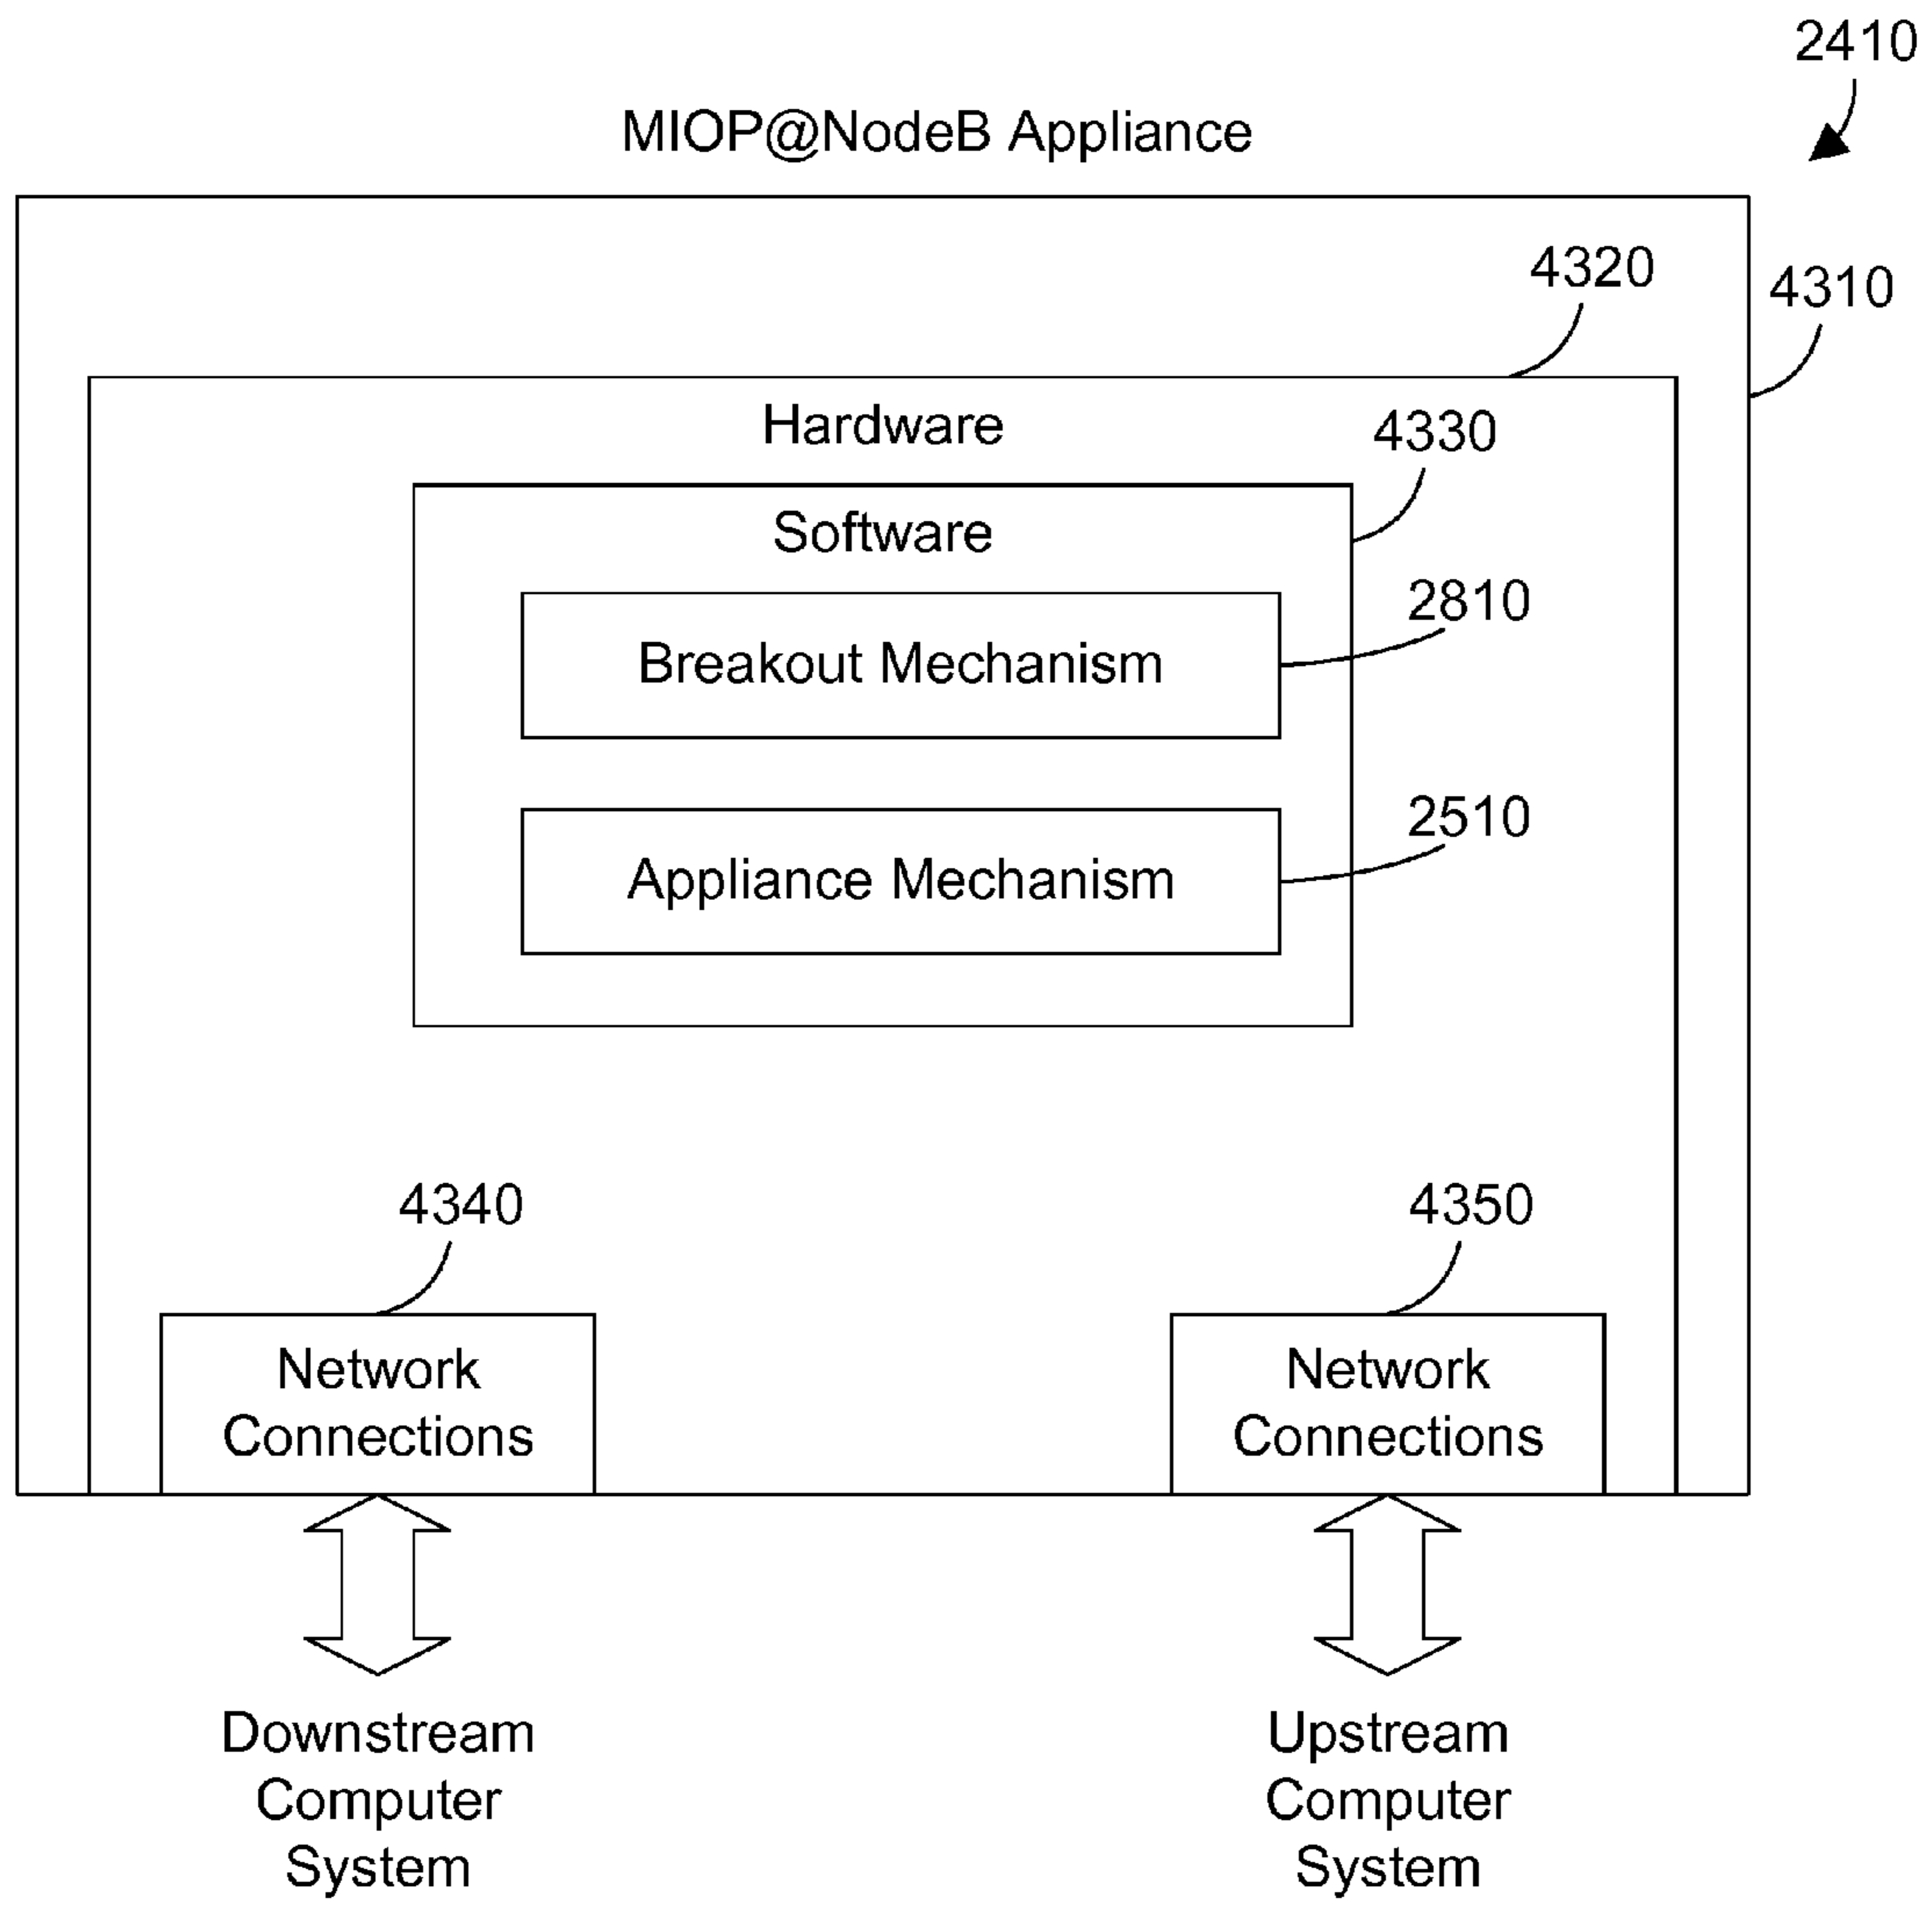 2410
MIOP@NodeB Appliance
4320
4310
Hardware
4330
Software
2810
Breakout Mechanism
2510
Appliance Mechanism
4340
4350
Network
Connections
Network
Connections
Downstream
Computer
System
Upstream
Computer
System